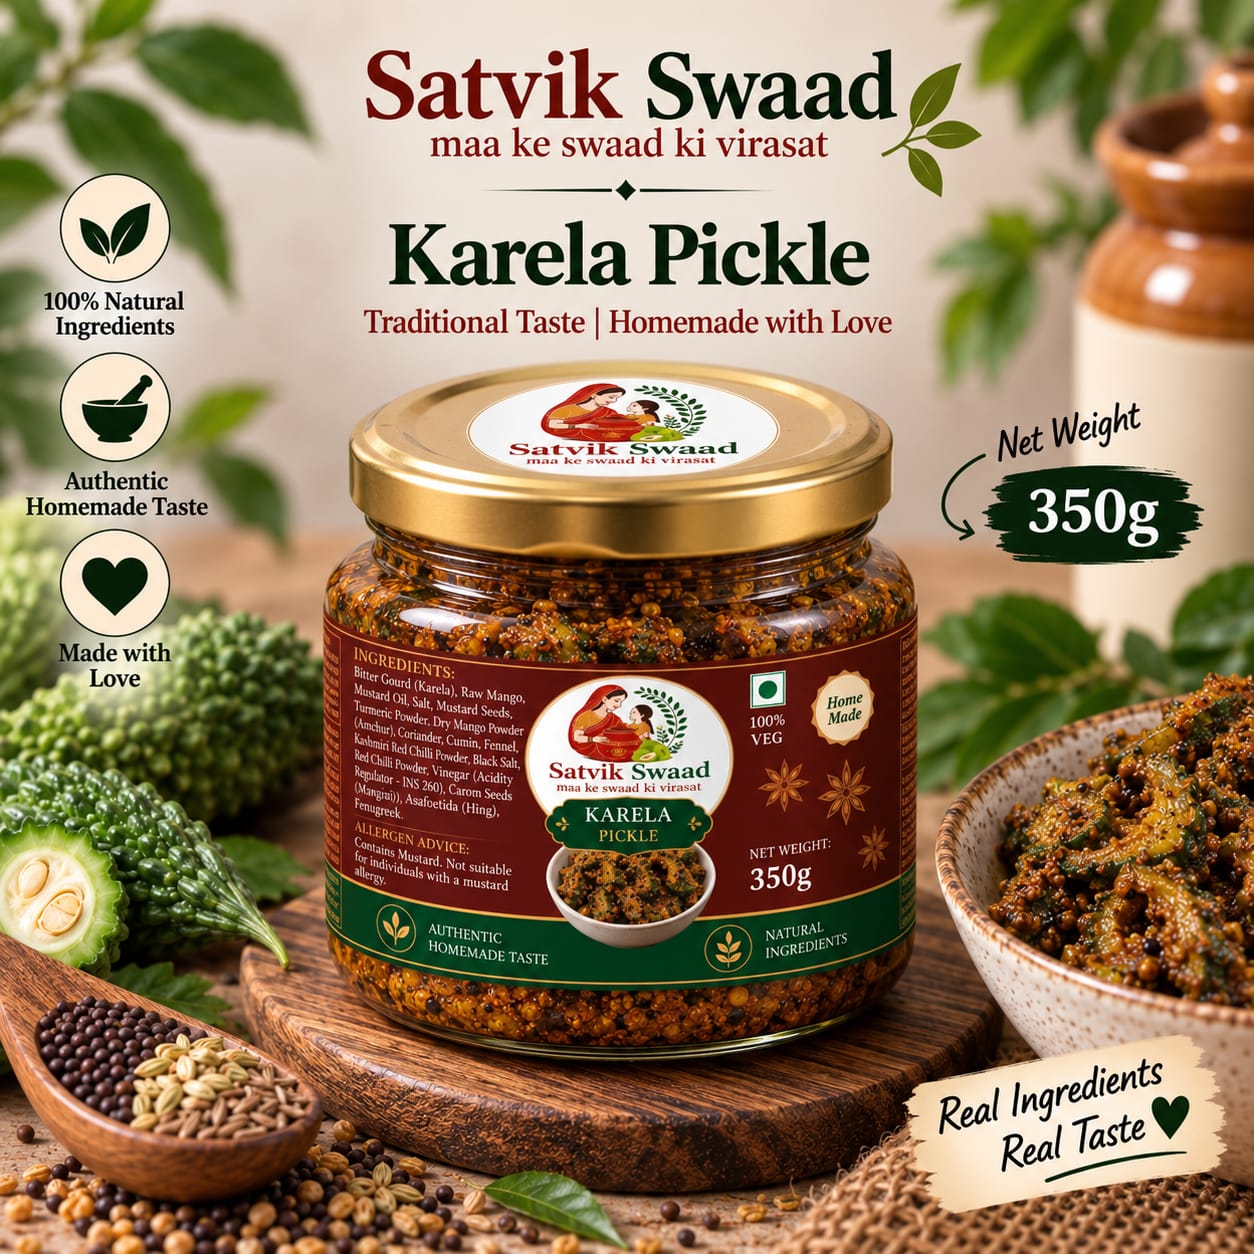 Satvik Swaad
maa ke swaad ki virasat
Karela Pickle
Traditional Taste | Homemade with Love
100% Natural
Ingredients
Authentic
Homemade Taste
Made with
Love
Net Weight
350g
Satvik Swaad
maa ke swaad ki virasat
INGREDIENTS:
Bitter Gourd (Karela), Raw Mango,
Mustard Oil, Salt, Mustard Seeds,
Turmeric Powder, Dry Mango Powder
(Amchur), Coriander, Cumin, Fennel,
Kashmiri Red Chilli Powder, Black Salt,
Red Chilli Powder, Vinegar (Acidity
Regulator - INS 260), Carom Seeds
(Mangrail), Asafoetida (Hing),
Fenugreek.
ALLERGEN ADVICE:
Contains Mustard. Not suitable
for individuals with a mustard
allergy.
Satvik Swaad
maa ke swaad ki virasat
KARELA
PICKLE
100%
VEG
Home
Made
NET WEIGHT:
350g
AUTHENTIC
HOMEMADE TASTE
NATURAL
INGREDIENTS
Real Ingredients
Real Taste